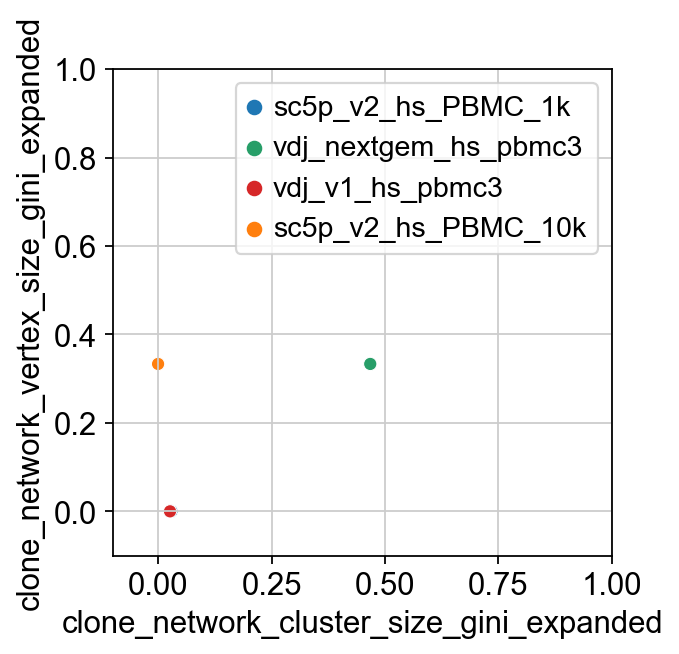 clone_network_vertex_size_gini_expanded
1.0
0.8
0.6
0.4
0.2
0.0
sc5p_v2_hs_PBMC_1k
vdj_nextgem_hs_pbmc3
vdj_v1_hs_pbmc3
sc5p_v2_hs_PBMC_10k
0.00 0.25 0.50 0.75 1.00
clone_network_cluster_size_gini_expanded